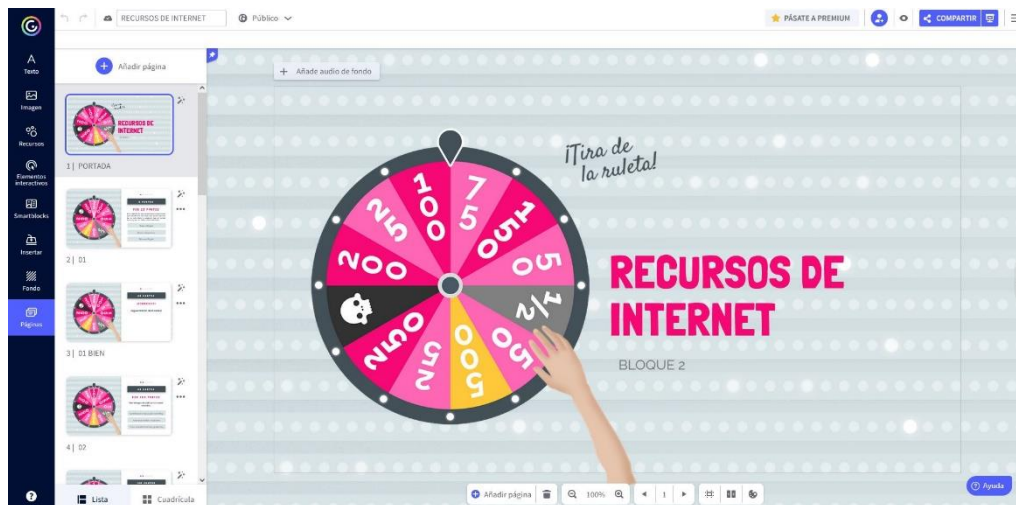 RECURSOS DE INTERNET
Público
PÁSATE A PREMIUM
COMPARTIR
Texto
Imagen
Recursos
Elementos
interactivos
Smartblocks
Insertar
Fondo
Páginas
Añadir página
RECURSOS DE
INTERNET
1 | PORTADA
2 | 01
3 | 01 BIEN
4 | 02
Lista
Cuadrícula
Añade audio de fondo
¡Tira de
la ruleta!
100
75
150
50
1/2
50
500
25
250
200
250
RECURSOS DE
INTERNET
BLOQUE 2
Añadir página
100%
1
Ayuda